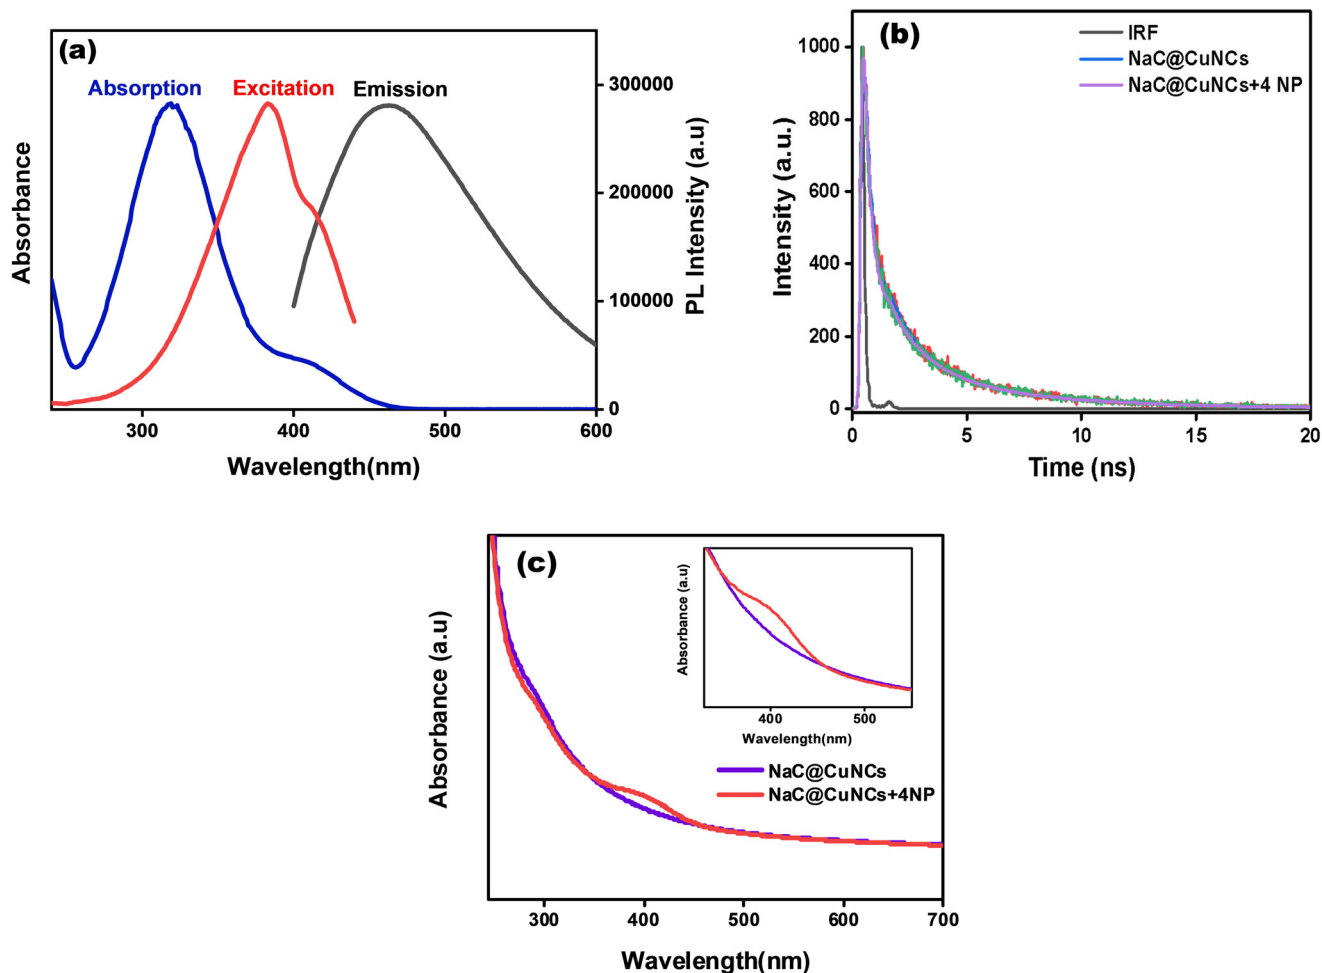 (a)
Absorption Excitation Emission
Absorbance
300000
200000
100000
0
PL Intensity (a.u)
300 400 500 600
Wavelength(nm)
(b)
IRF
NaC@CuNCs
NaC@CuNCs+4 NP
Intensity (a.u.)
1000
800
600
400
200
0
0 5 10 15 20
Time (ns)
(c)
Absorbance (a.u)
Absorbance (a.u)
400 500
Wavelength(nm)
NaC@CuNCs
NaC@CuNCs+4NP
300 400 500 600 700
Wavelength(nm)